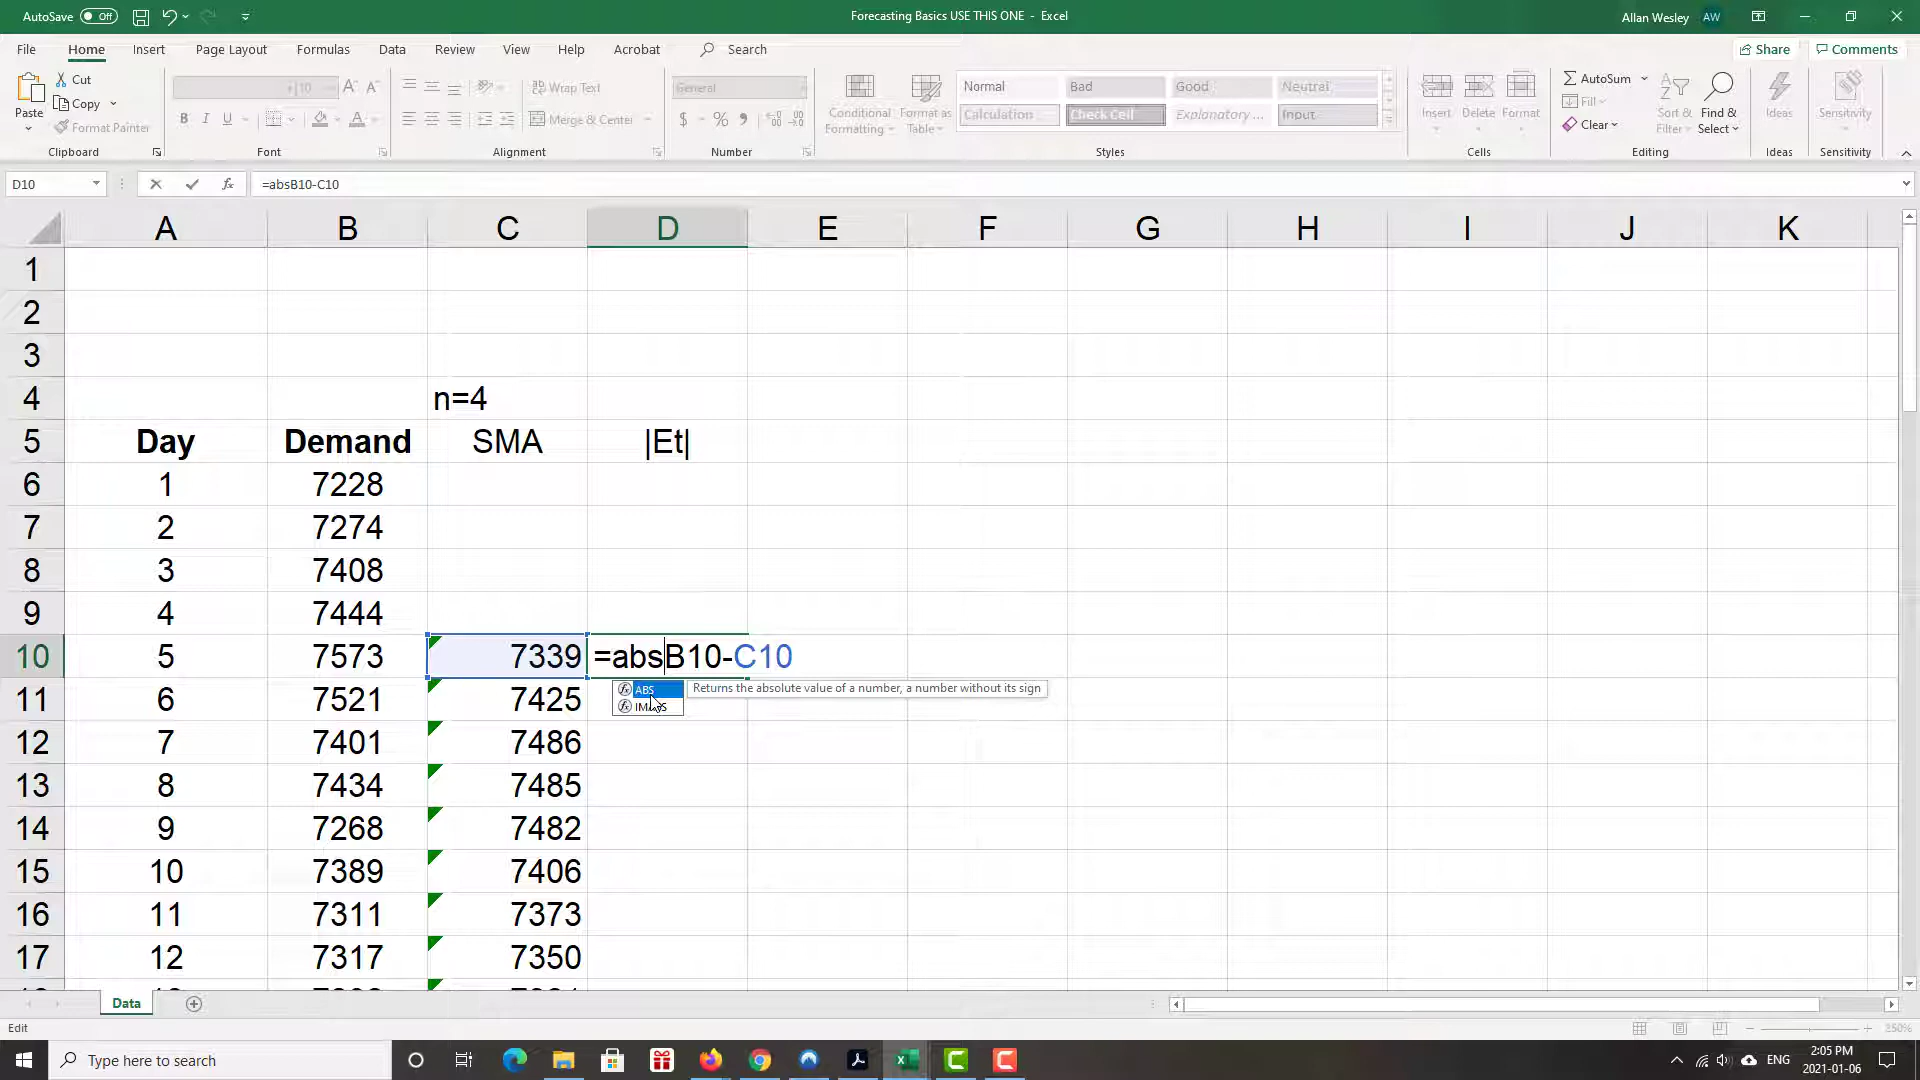 AutoSave Off
Forecasting Basics USE THIS ONE - Excel
Allan Wesley AW
File Home Insert Page Layout Formulas Data Review View Help Acrobat Search Share Comments
Paste Cut Copy Format Painter
10 A A
B I U A
Wrap Text
Merge & Center
General
$ % ,
Conditional Formatting
Format as Table
Normal Bad Good Neutral
Calculation Check Cell Explanatory ... Input
Insert Delete Format
AutoSum
Fill
Clear
Sort & Filter
Find & Select
Ideas
Sensitivity
Clipboard Font Alignment Number Styles Cells Editing Ideas Sensitivity
D10 fx =absB10-C10
A B C D E F G H I J K
1
2
3
4 n=4
5 Day Demand SMA |Et|
6 1 7228
7 2 7274
8 3 7408
9 4 7444
10 5 7573 7339 =absB10-C10
ABS Returns the absolute value of a number, a number without its sign
11 6 7521 7425
12 7 7401 7486
13 8 7434 7485
14 9 7268 7482
15 10 7389 7406
16 11 7311 7373
17 12 7317 7350
Data
Edit
250%
Type here to search
ENG
2:05 PM
2021-01-06